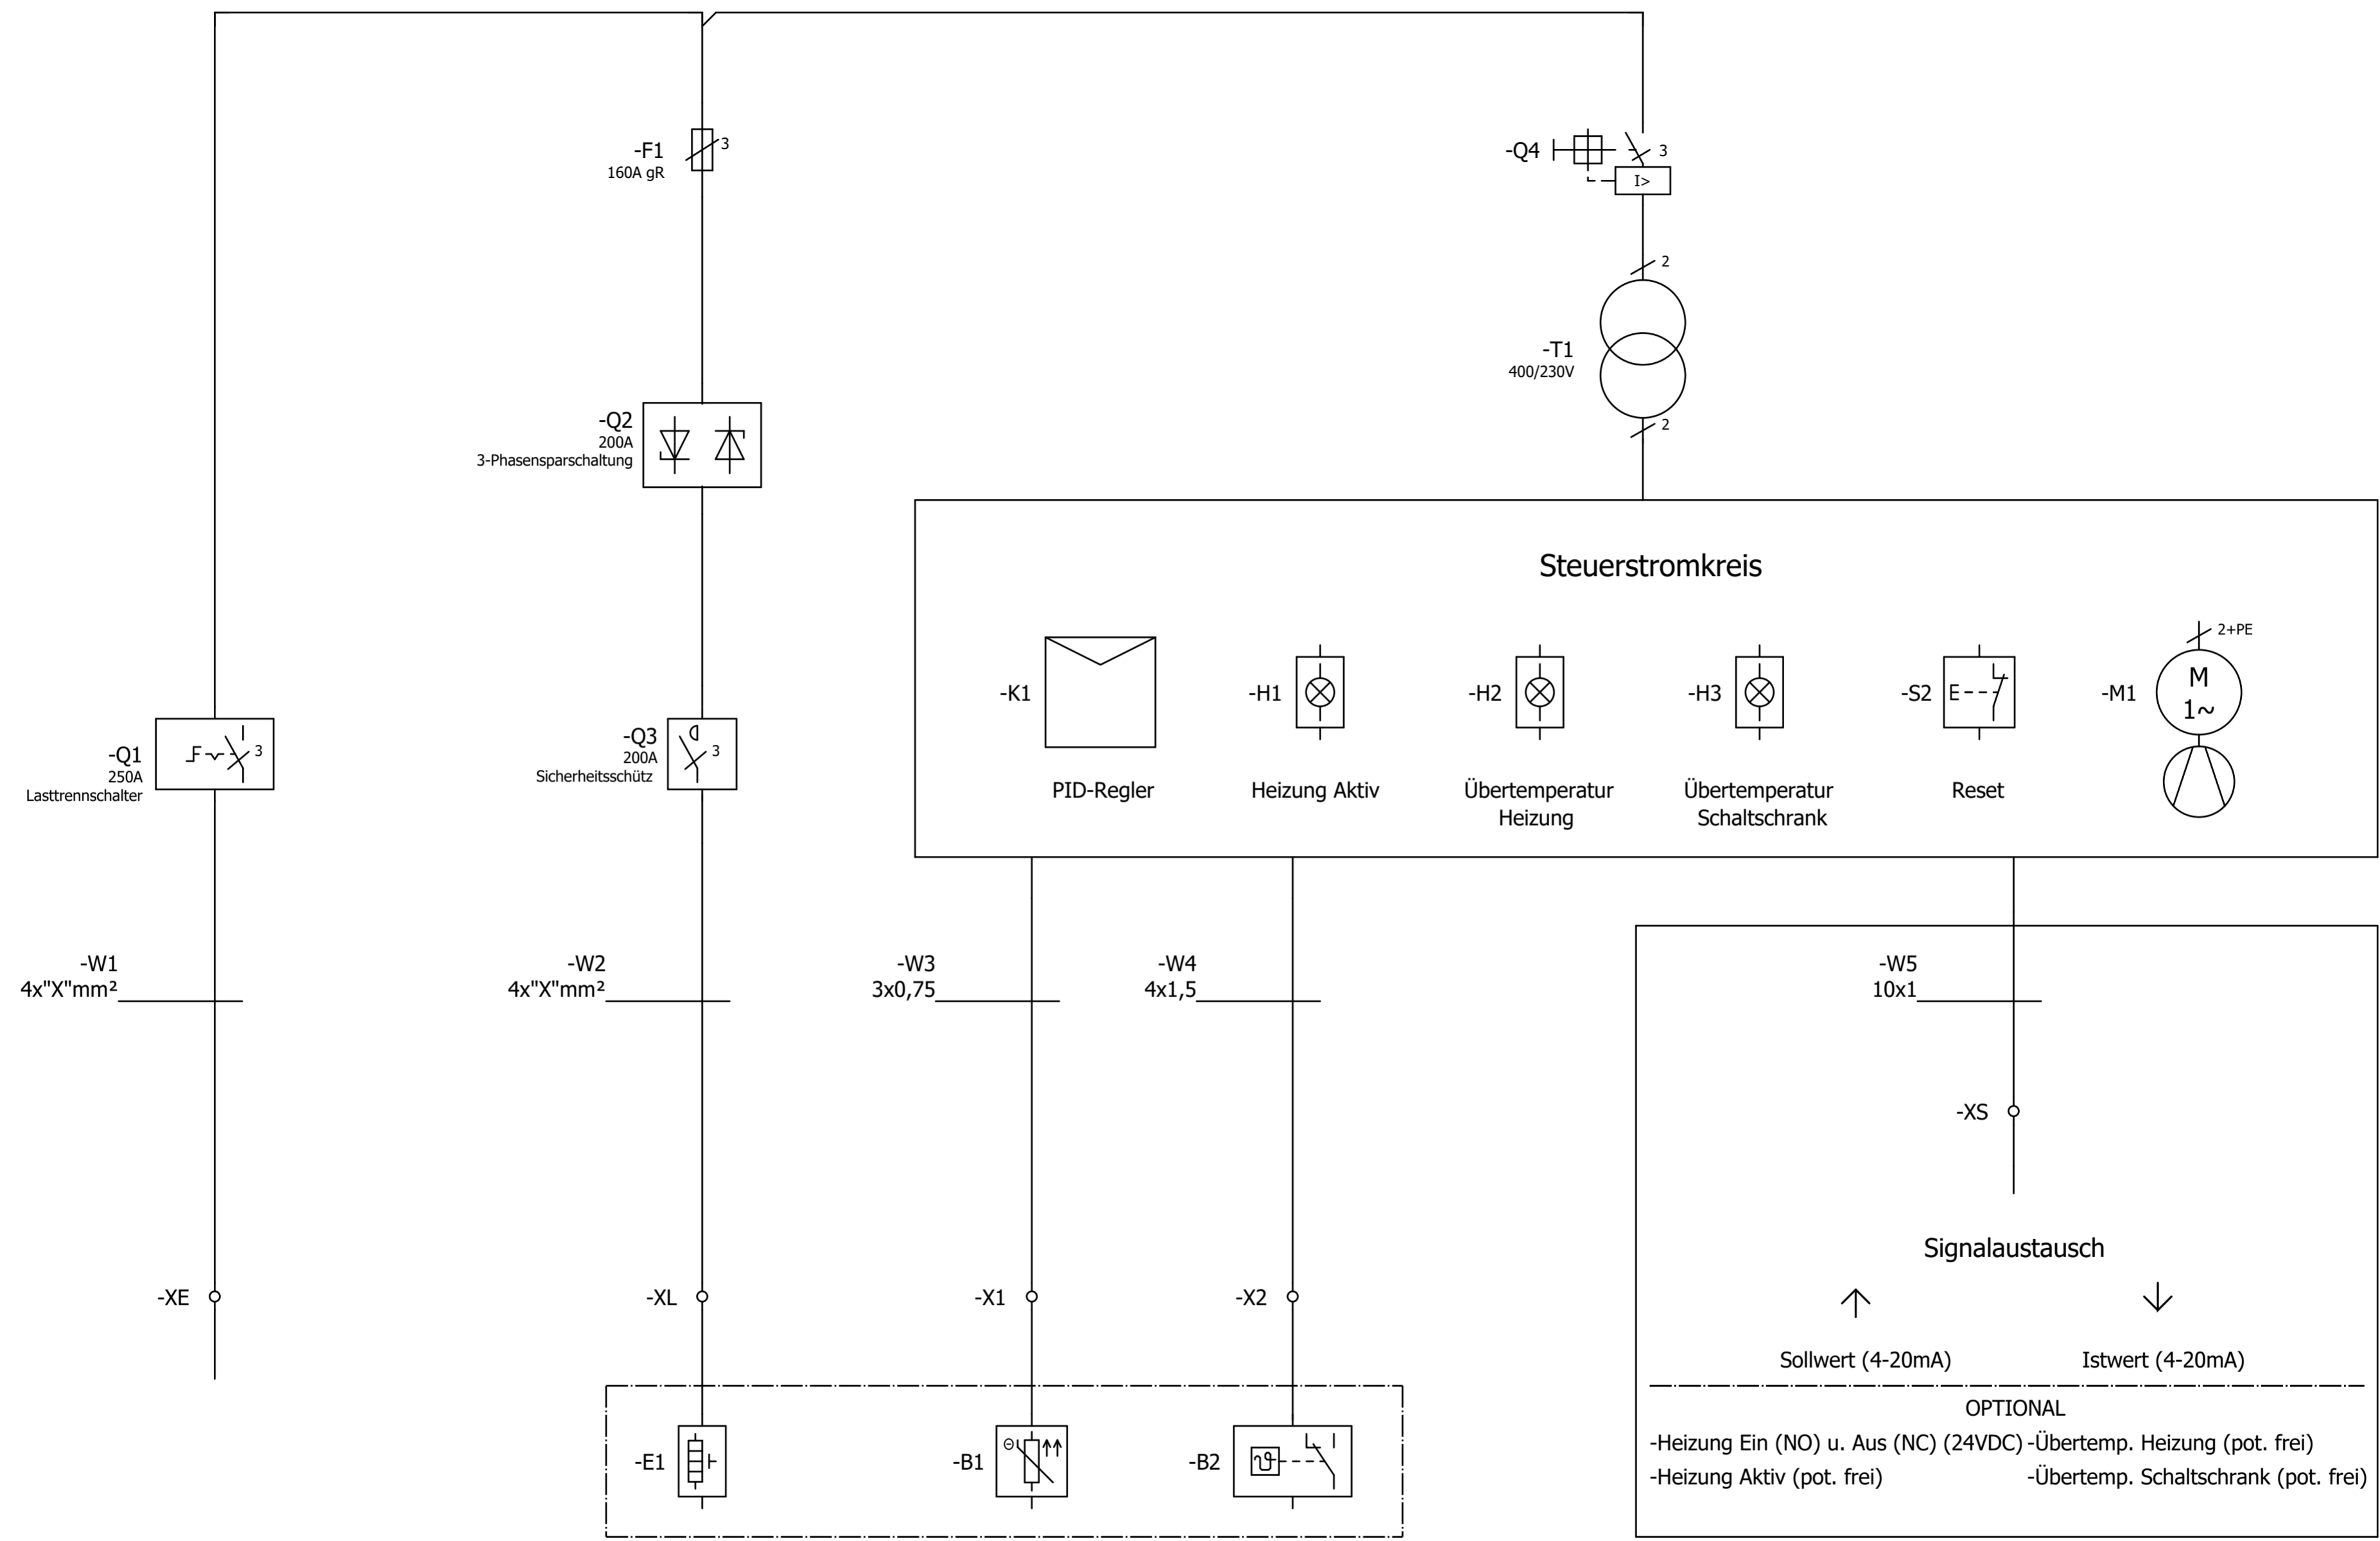 -F1
160A gR
3
-Q4
3
I>
2
-T1
400/230V
2
-Q2
200A
3-Phasensparschaltung
Steuerstromkreis
-Q1
250A
Lasttrennschalter
3
-Q3
200A
Sicherheitsschütz
3
-K1
PID-Regler
-H1
Heizung Aktiv
-H2
Übertemperatur
Heizung
-H3
Übertemperatur
Schaltschrank
-S2
E
Reset
-M1
2+PE
M
1~
-W1
4x"X"mm²
-W2
4x"X"mm²
-W3
3x0,75
-W4
4x1,5
-W5
10x1
-XS
-XE
-XL
-X1
-X2
-E1
-B1
-B2
ϑ
Signalaustausch
Sollwert (4-20mA)
Istwert (4-20mA)
OPTIONAL
-Heizung Ein (NO) u. Aus (NC) (24VDC)
-Übertemp. Heizung (pot. frei)
-Heizung Aktiv (pot. frei)
-Übertemp. Schaltschrank (pot. frei)